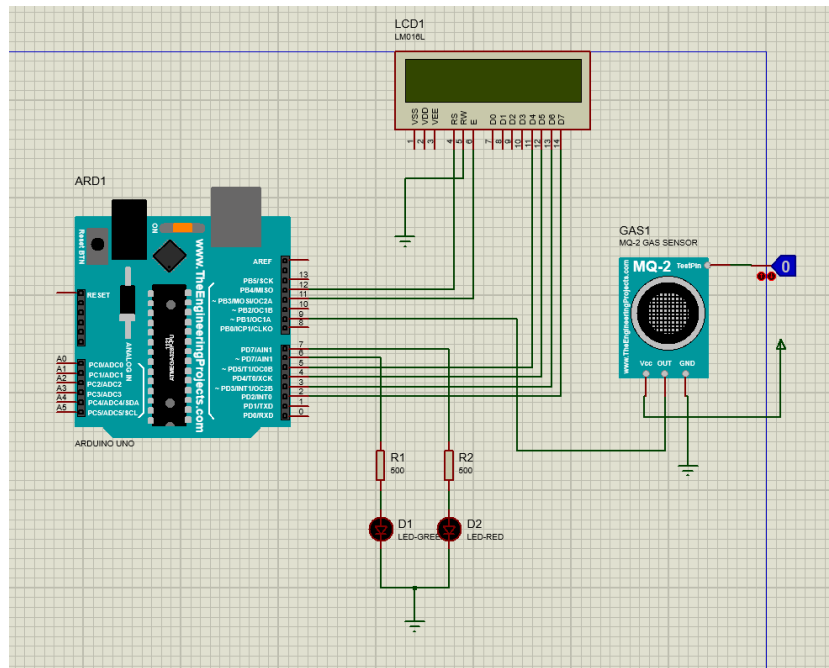 LCD1
LM016L
VSS
VDD
VEE
RS
RW
E
D0
D1
D2
D3
D4
D5
D6
D7
1
2
3
4
5
6
7
8
9
10
11
12
13
14
ARD1
Reset BTN
ON
www.TheEngineeringProjects.com
ANALOG IN
RESET
AREF
PB5/SCK
13
PB4/MISO
12
~ PB3/MOSI/OC2A
11
~ PB2/OC1B
10
~ PB1/OC1A
9
PB0/ICP1/CLKO
8
PD7/AIN1
7
~ PD6/AIN1
6
~ PD5/T1/OC0B
5
PD4/T0/XCK
4
~ PD3/INT1/OC2B
3
PD2/INT0
2
PD1/TXD
1
PD0/RXD
0
A0
PC0/ADC0
A1
PC1/ADC1
A2
PC2/ADC2
A3
PC3/ADC3
A4
PC4/ADC4/SDA
A5
PC5/ADC5/SCL
ARDUINO UNO
GAS1
MQ-2 GAS SENSOR
MQ-2
TestPin
0
www.TheEngineeringProjects.com
Vcc
OUT
GND
R1
500
R2
500
D1
LED-GREE
D2
LED-RED